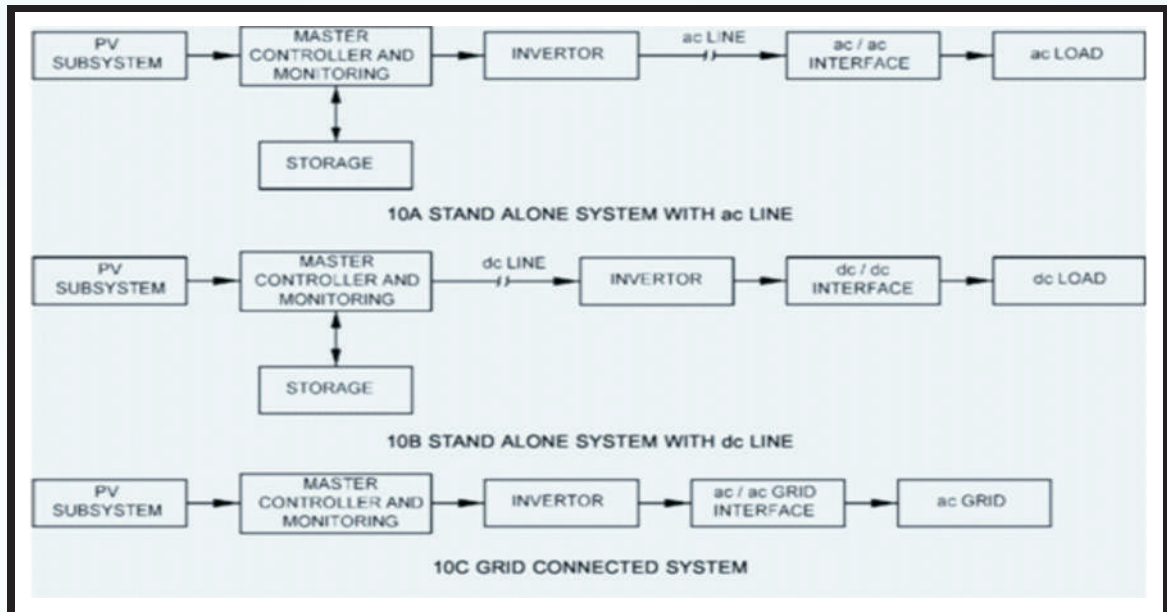 PV
SUBSYSTEM
MASTER
CONTROLLER AND
MONITORING
INVERTOR
ac LINE
ac / ac
INTERFACE
ac LOAD
STORAGE
10A STAND ALONE SYSTEM WITH ac LINE
PV
SUBSYSTEM
MASTER
CONTROLLER AND
MONITORING
dc LINE
INVERTOR
dc / dc
INTERFACE
dc LOAD
STORAGE
10B STAND ALONE SYSTEM WITH dc LINE
PV
SUBSYSTEM
MASTER
CONTROLLER AND
MONITORING
INVERTOR
ac / ac GRID
INTERFACE
ac GRID
10C GRID CONNECTED SYSTEM